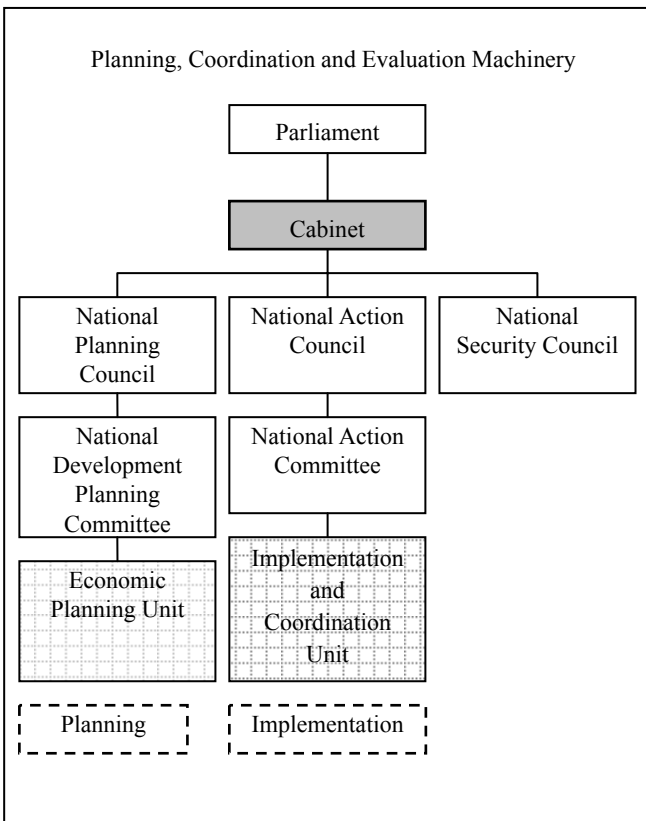 Planning, Coordination and Evaluation Machinery
Parliament
Cabinet
National
Planning
Council
National Action
Council
National
Security Council
National
Development
Planning
Committee
National Action
Committee
Economic
Planning Unit
Implementation
and
Coordination
Unit
Planning
Implementation